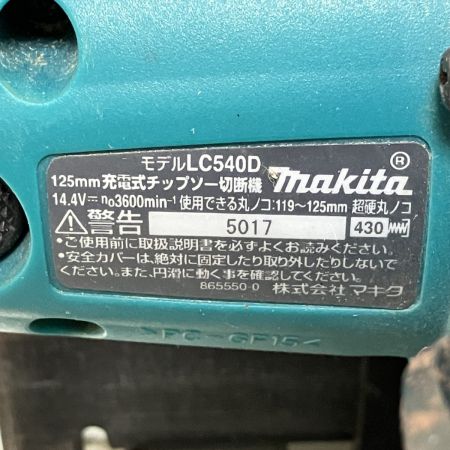 モデルLC540D
125mm充電式チップソー切断機 makita ®
14.4V⎓ n₀3600min⁻¹ 使用できる丸ノコ:119~125mm 超硬丸ノコ
⚠警告 5017 430
•ご使用前に取扱説明書を必ずよくお読みください。
•安全カバーは、絶対に固定したり取り外したりしないで
ください。また、円滑に動く事を確認してください。
865550-0 株式会社マキタ
>PC-GF15<